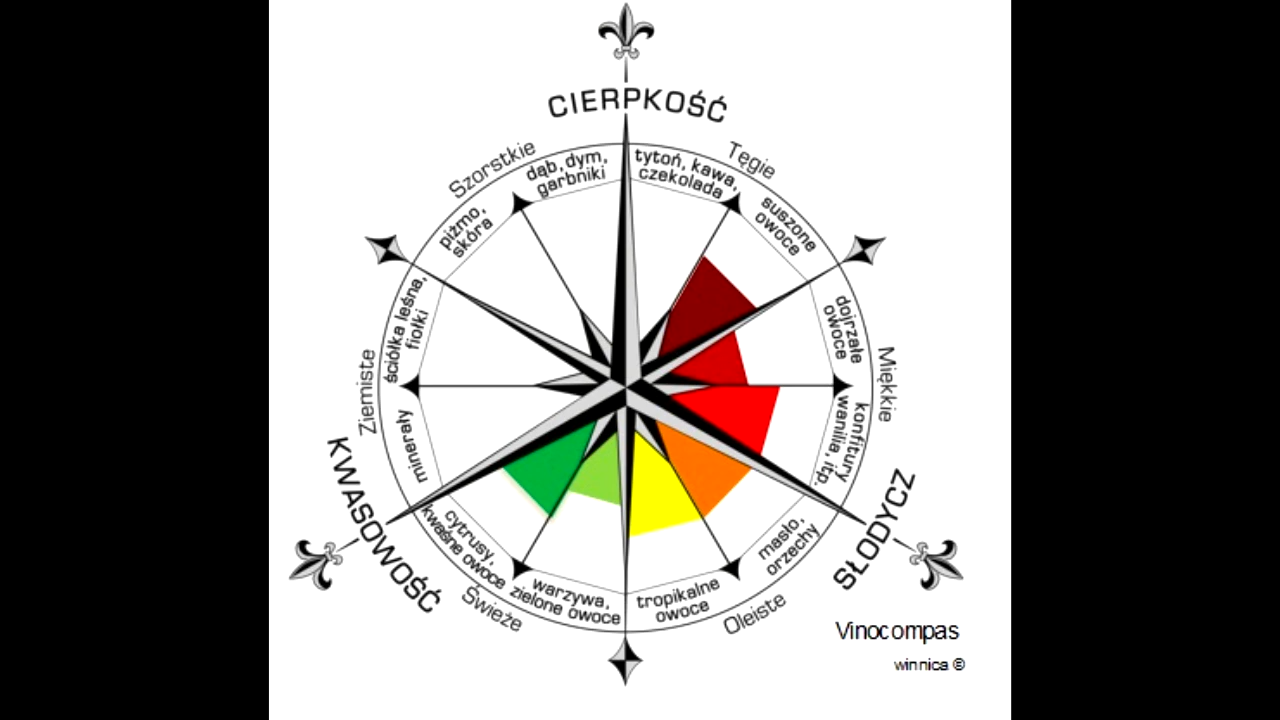 CIERPKOŚĆ
Szorstkie
dąb, dym,
garbniki
tytoń, kawa,
czekolada
Tęgie
piżmo,
skóra
suszone
owoce
ściółka leśna,
fiołki
dojrzałe
owoce
Ziemiste
Miękkie
minerały
konfitury
wanilia, itp.
KWASOWOŚĆ
SŁODYCZ
cytrusy,
kwaśne owoce
masło,
orzechy
warzywa,
zielone owoce
tropikalne
owoce
Świeże
Oleiste
Vinocompas
winnica ©